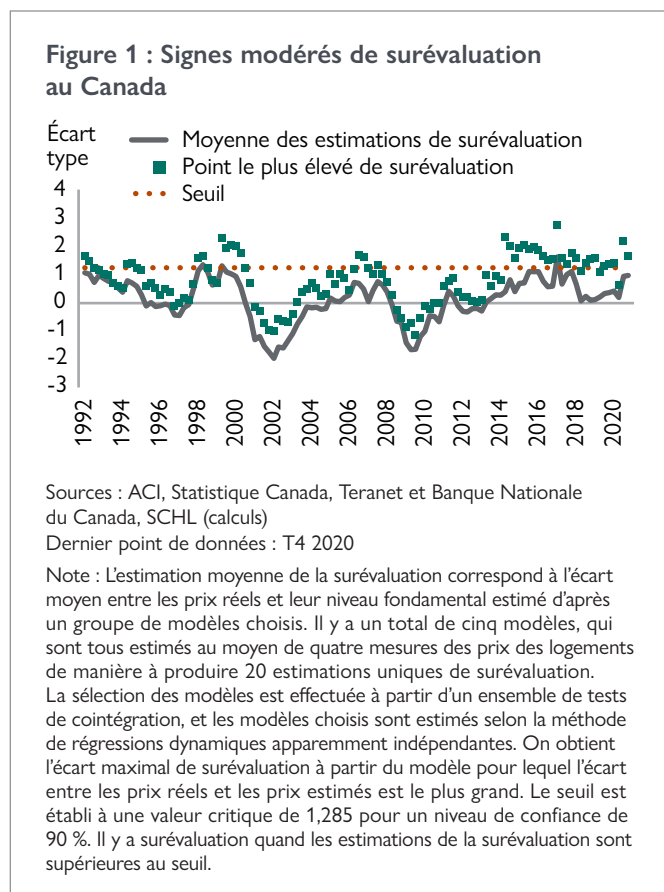 Figure 1 : Signes modérés de surévaluation
au Canada
Écart
type
Moyenne des estimations de surévaluation
Point le plus élevé de surévaluation
Seuil
4
3
2
1
0
-1
-2
-3
1992
1994
1996
1998
2000
2002
2004
2006
2008
2010
2012
2014
2016
2018
2020
Sources : ACI, Statistique Canada, Teranet et Banque Nationale
du Canada, SCHL (calculs)
Dernier point de données : T4 2020
Note : L’estimation moyenne de la surévaluation correspond à l’écart
moyen entre les prix réels et leur niveau fondamental estimé d’après
un groupe de modèles choisis. Il y a un total de cinq modèles, qui
sont tous estimés au moyen de quatre mesures des prix des logements
de manière à produire 20 estimations uniques de surévaluation.
La sélection des modèles est effectuée à partir d’un ensemble de tests
de cointégration, et les modèles choisis sont estimés selon la méthode
de régressions dynamiques apparemment indépendantes. On obtient
l’écart maximal de surévaluation à partir du modèle pour lequel l’écart
entre les prix réels et les prix estimés est le plus grand. Le seuil est
établi à une valeur critique de 1,285 pour un niveau de confiance de
90 %. Il y a surévaluation quand les estimations de la surévaluation sont
supérieures au seuil.